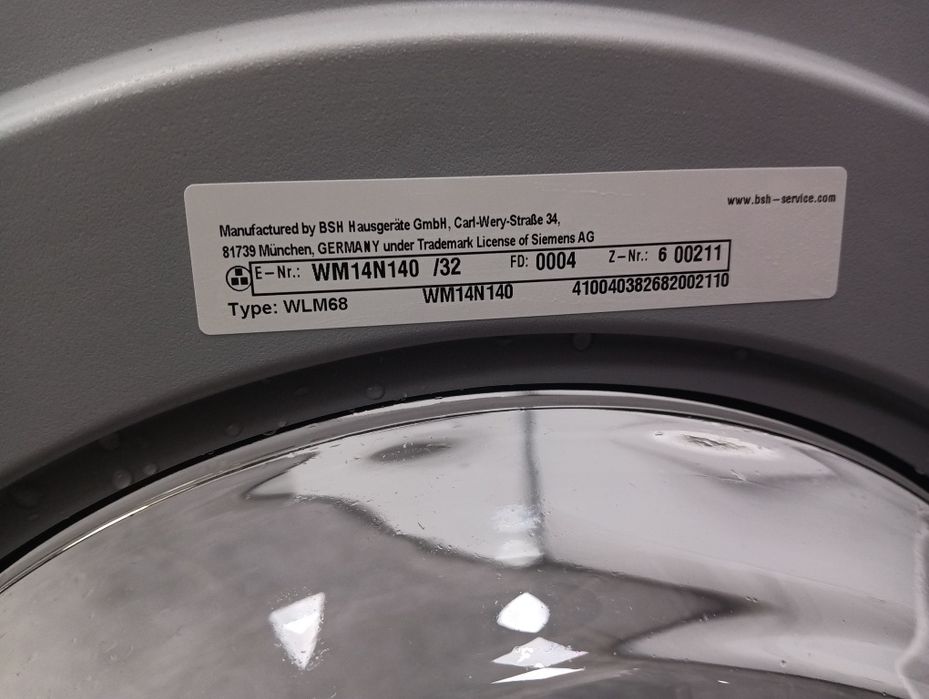 www.bsh-service.com
Manufactured by BSH Hausgeräte GmbH, Carl-Wery-Straße 34,
81739 München, GERMANY under Trademark License of Siemens AG
E-Nr.: WM14N140 /32 FD: 0004 Z-Nr.: 6 00211
Type: WLM68 WM14N140 410040382682002110